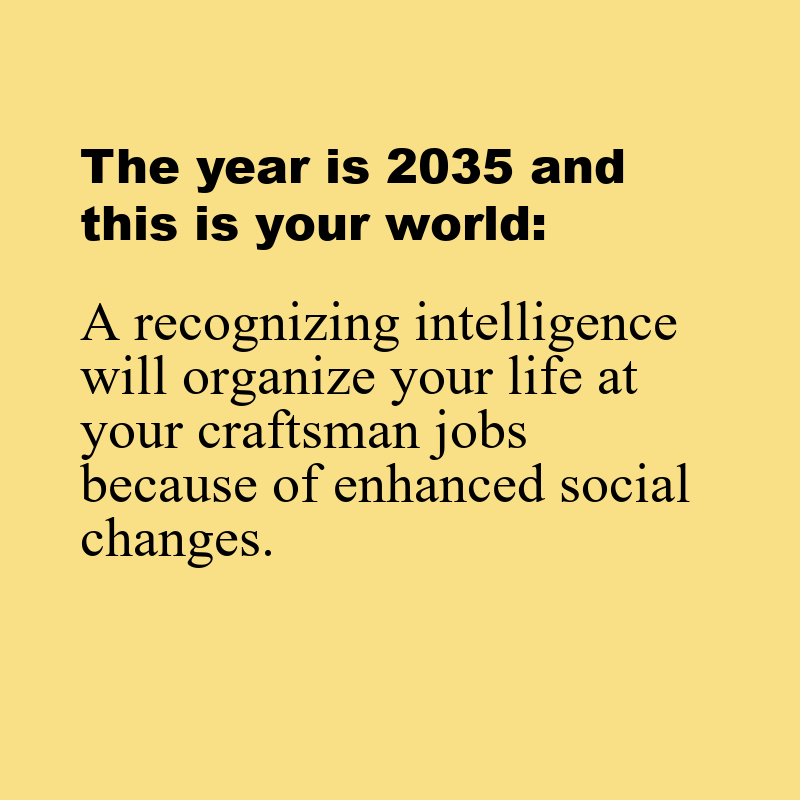 The year is 2035 and
this is your world:
A recognizing intelligence
will organize your life at
your craftsman jobs
because of enhanced social
changes.